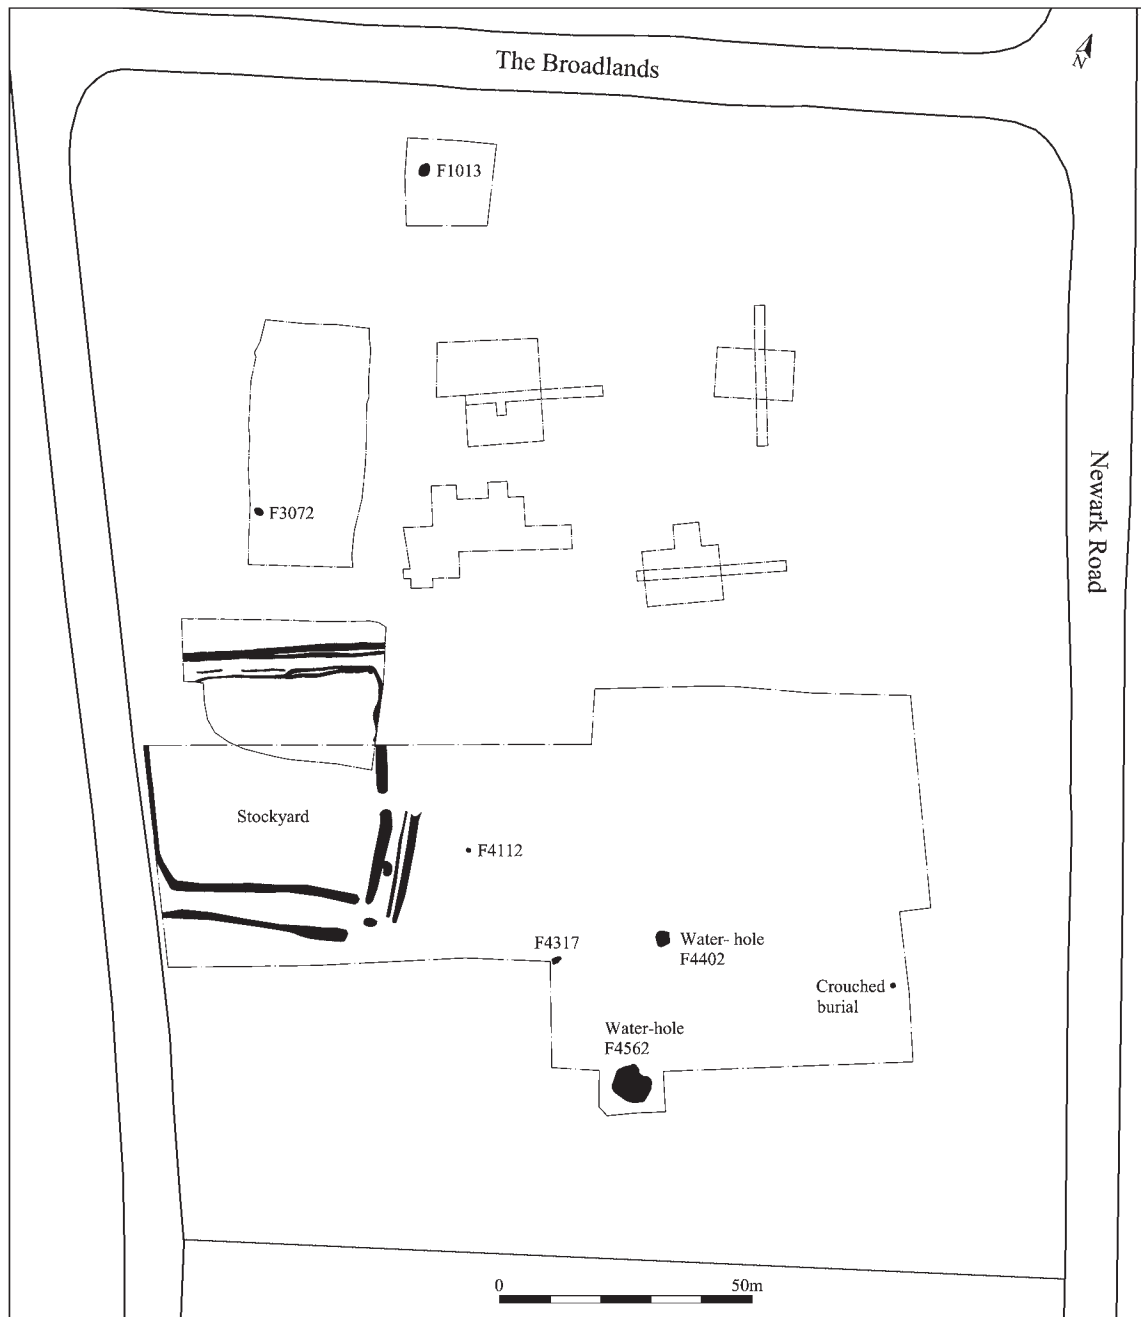 The Broadlands
N
F1013
F3072
Newark Road
Stockyard
F4112
F4317
Water- hole
F4402
Crouched
burial
Water-hole
F4562
0 50m